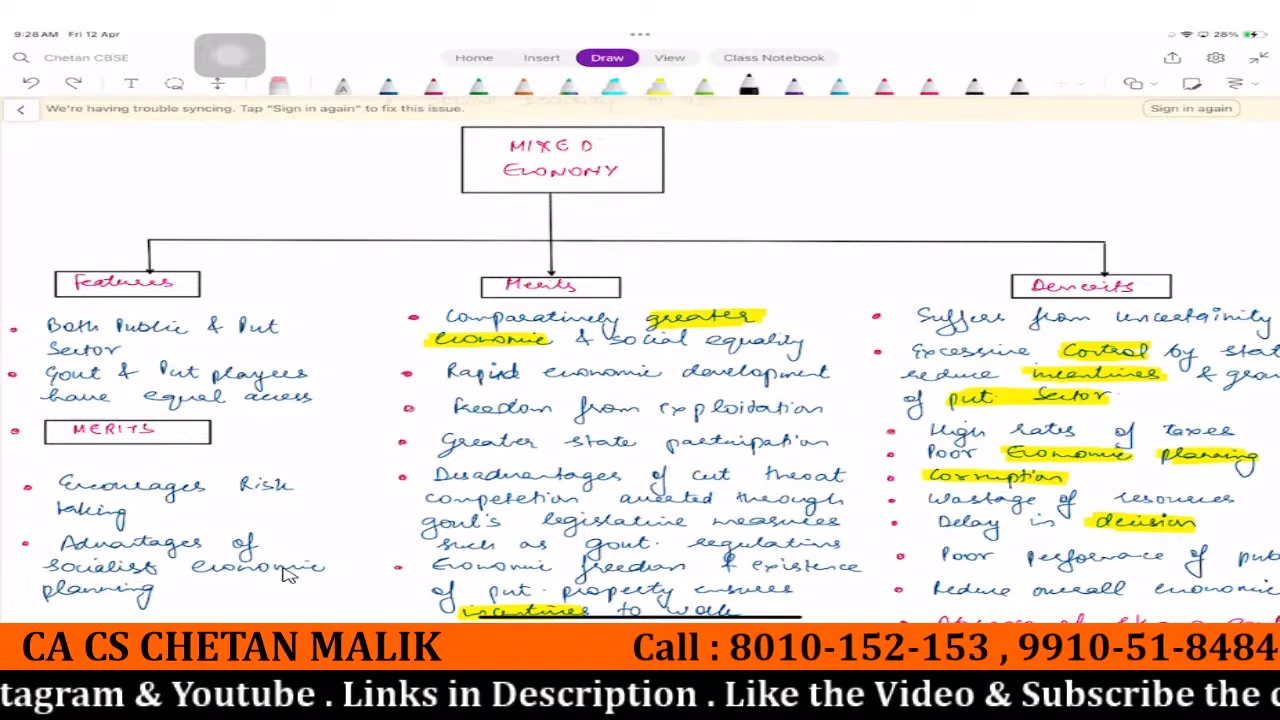 9:28 AM Fri 12 Apr
28%
Chetan CBSE
Home Insert Draw View Class Notebook
We're having trouble syncing. Tap "Sign in again" to fix this issue.
Sign in again
MIXED
ECONOMY
Features
Both Public & Pvt
Sector
Govt & Pvt players
have equal access
MERITS
Encourages Risk
taking
Advantages of
socialist economic
planning
Merits
Comparatively greater
economic & social equality
Rapid economic development
Freedom from exploitation
Greater state participation
Disadvantages of cut throat
competetion averted through
govt's legislative measures
such as govt. regulations
Economic freedom & existence
of pvt. property ensures
incentives to work
Demerits
Suffers from uncertainity
Excessive Control by stat
reduce incentives & grow
of pvt. Sector.
High rates of taxes
Poor Economic planning
corruption
Wastage of resources
Delay in decision
Poor performance of pub
Reduce overall economic
CA CS CHETAN MALIK
Call : 8010-152-153 , 9910-51-8484
tagram & Youtube . Links in Description . Like the Video & Subscribe the c